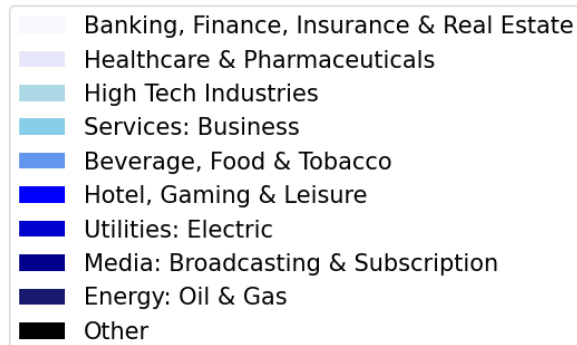 Banking, Finance, Insurance & Real Estate
Healthcare & Pharmaceuticals
High Tech Industries
Services: Business
Beverage, Food & Tobacco
Hotel, Gaming & Leisure
Utilities: Electric
Media: Broadcasting & Subscription
Energy: Oil & Gas
Other